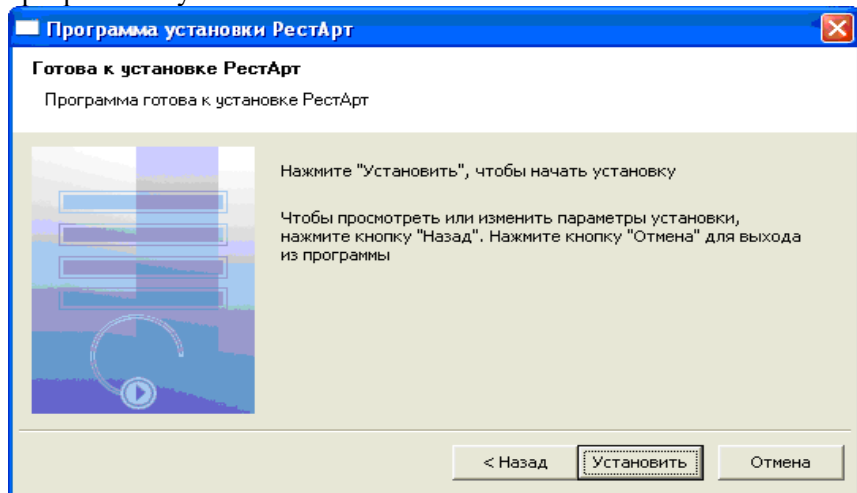 Программа установки РестАрт
Готова к установке РестАрт
Программа готова к установке РестАрт
Нажмите "Установить", чтобы начать установку
Чтобы просмотреть или изменить параметры установки,
нажмите кнопку "Назад". Нажмите кнопку "Отмена" для выхода
из программы
< Назад
Установить
Отмена